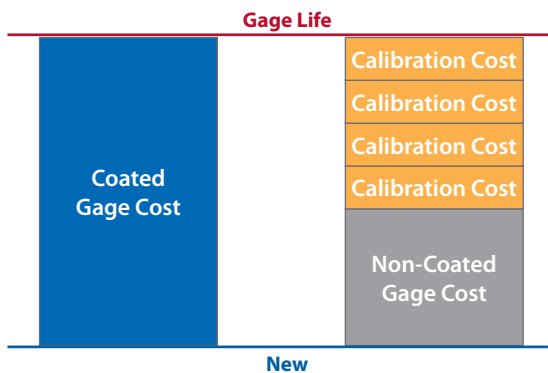 Gage Life
Coated
Gage Cost
Calibration Cost
Calibration Cost
Calibration Cost
Calibration Cost
Non-Coated
Gage Cost
New